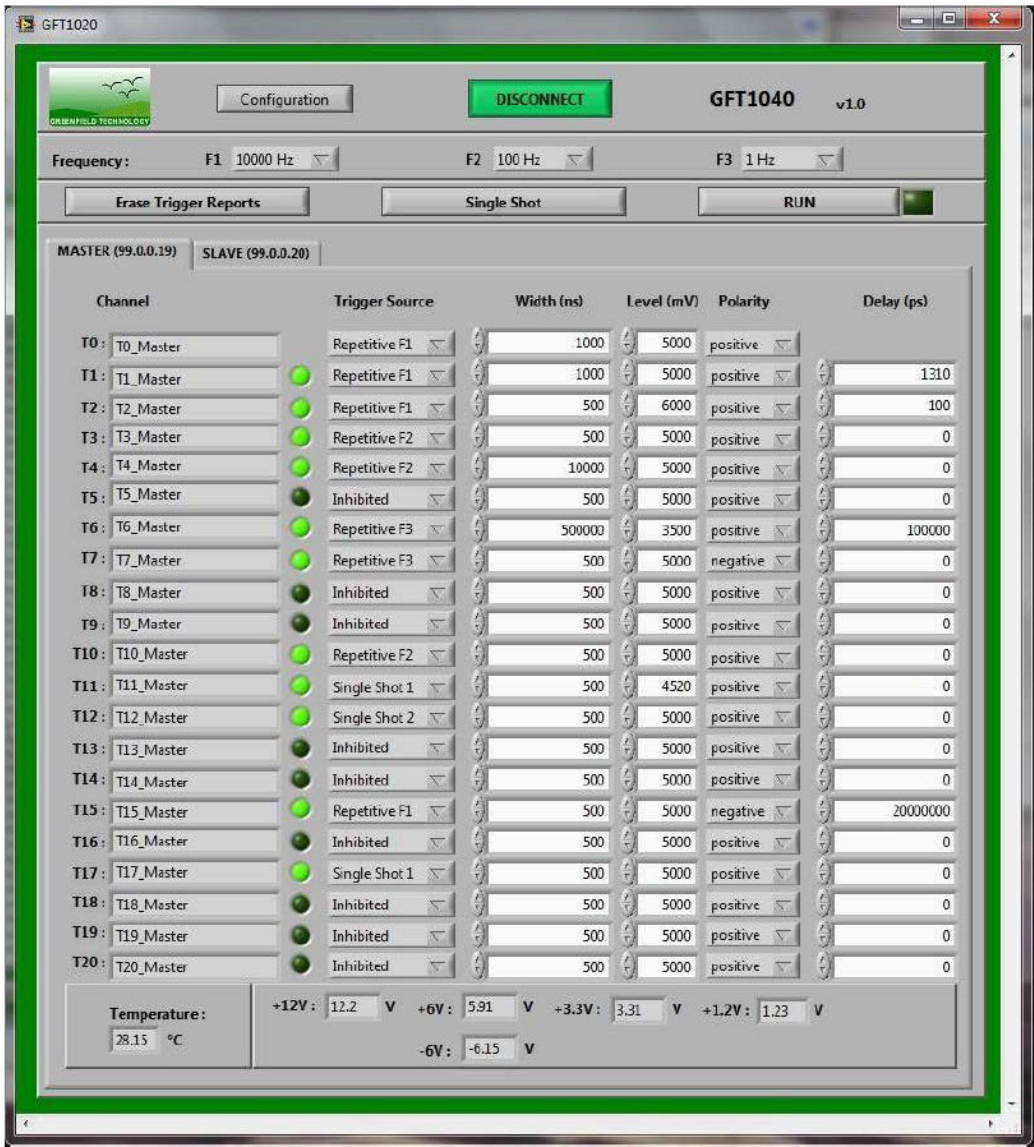 GFT1020
GREENFIELD TECHNOLOGY
Configuration DISCONNECT GFT1040 v1.0
Frequency: F1 10000 Hz F2 100 Hz F3 1 Hz
Erase Trigger Reports Single Shot RUN
MASTER (99.0.0.19) SLAVE (99.0.0.20)
Channel Trigger Source Width (ns) Level (mV) Polarity Delay (ps)
T0: T0_Master Repetitive F1 1000 5000 positive
T1: T1_Master Repetitive F1 1000 5000 positive 1310
T2: T2_Master Repetitive F1 500 6000 positive 100
T3: T3_Master Repetitive F2 500 5000 positive 0
T4: T4_Master Repetitive F2 10000 5000 positive 0
T5: T5_Master Inhibited 500 5000 positive 0
T6: T6_Master Repetitive F3 500000 3500 positive 100000
T7: T7_Master Repetitive F3 500 5000 negative 0
T8: T8_Master Inhibited 500 5000 positive 0
T9: T9_Master Inhibited 500 5000 positive 0
T10: T10_Master Repetitive F2 500 5000 positive 0
T11: T11_Master Single Shot 1 500 4520 positive 0
T12: T12_Master Single Shot 2 500 5000 positive 0
T13: T13_Master Inhibited 500 5000 positive 0
T14: T14_Master Inhibited 500 5000 positive 0
T15: T15_Master Repetitive F1 500 5000 negative 20000000
T16: T16_Master Inhibited 500 5000 positive 0
T17: T17_Master Single Shot 1 500 5000 positive 0
T18: T18_Master Inhibited 500 5000 positive 0
T19: T19_Master Inhibited 500 5000 positive 0
T20: T20_Master Inhibited 500 5000 positive 0
Temperature:
28.15 °C
+12V: 12.2 V +6V: 5.91 V +3.3V: 3.31 V +1.2V: 1.23 V
-6V: -6.15 V